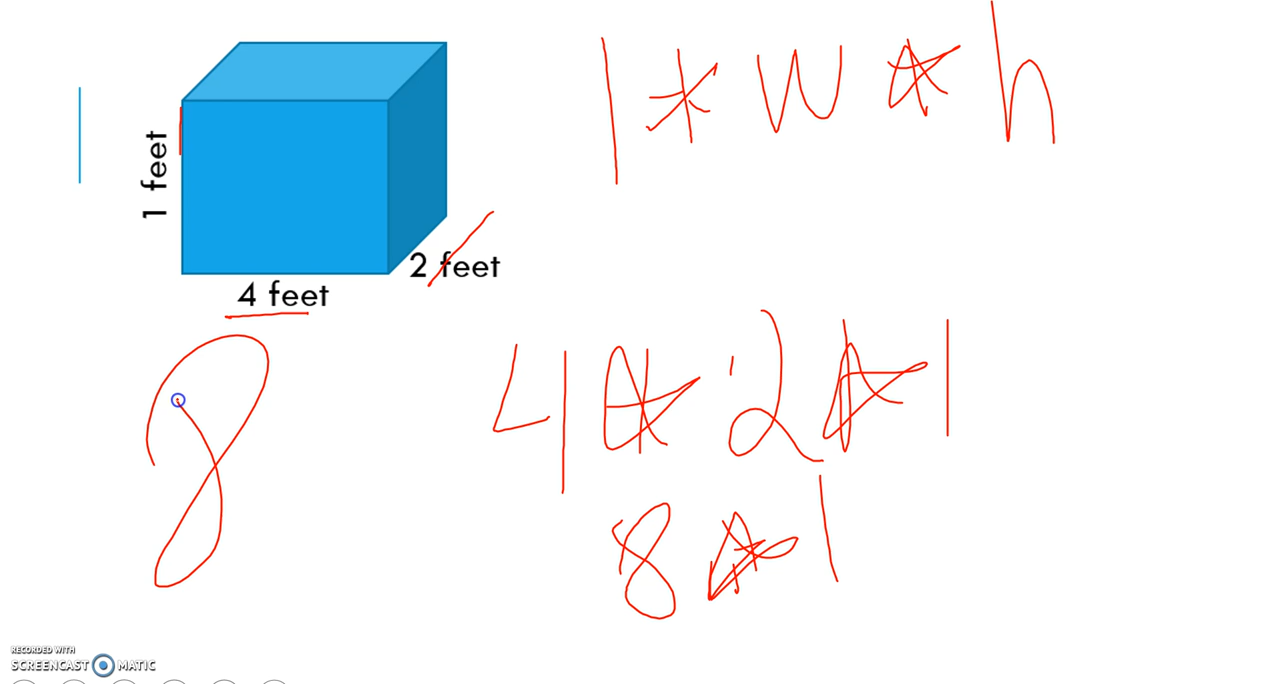 l * w * h
1 feet
2 feet
4 feet
4 * 2 * 1
8 * 1
8
RECORDED WITH
SCREENCAST MATIC